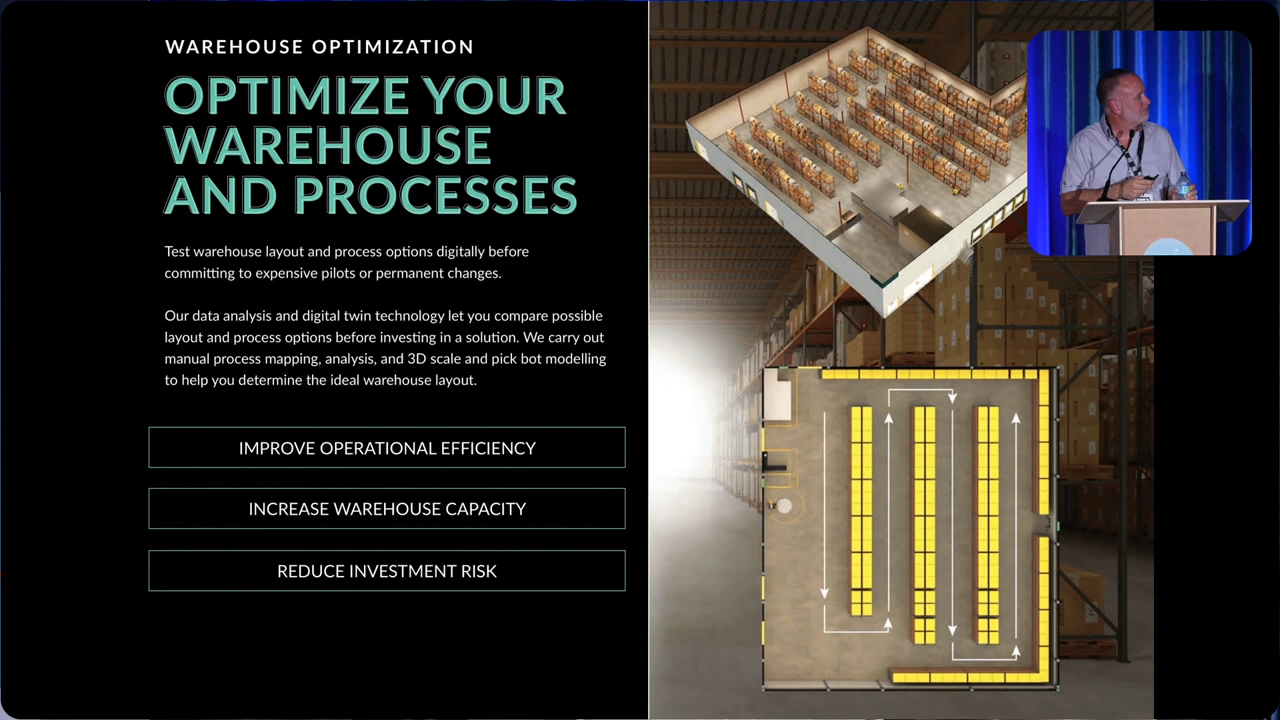 WAREHOUSE OPTIMIZATION
OPTIMIZE YOUR
WAREHOUSE
AND PROCESSES
Test warehouse layout and process options digitally before
committing to expensive pilots or permanent changes.
Our data analysis and digital twin technology let you compare possible
layout and process options before investing in a solution. We carry out
manual process mapping, analysis, and 3D scale and pick bot modelling
to help you determine the ideal warehouse layout.
IMPROVE OPERATIONAL EFFICIENCY
INCREASE WAREHOUSE CAPACITY
REDUCE INVESTMENT RISK